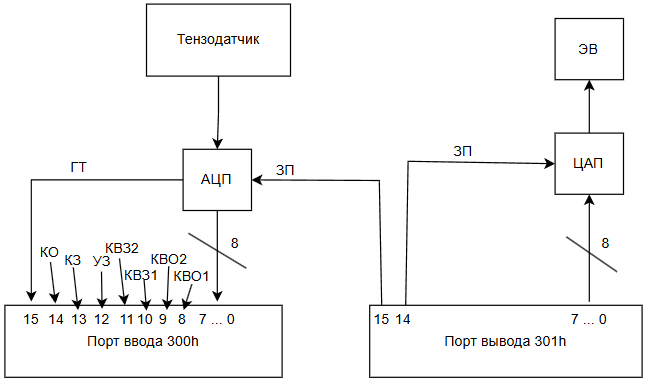 Тензодатчик
ЭВ
ГТ
АЦП
ЗП
ЗП
ЦАП
8
8
КО
КЗ
УЗ
КВЗ2
КВЗ1
КВО2
КВО1
15 14 13 12 11 10 9 8 7 ... 0
Порт ввода 300h
15 14 7 ... 0
Порт вывода 301h